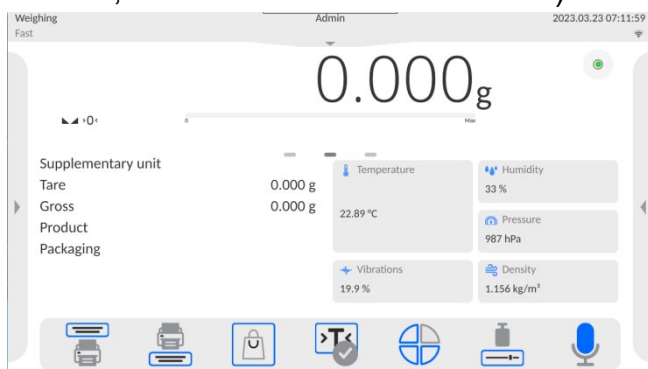 Weighing
Admin
2023.03.23 07:11:59
Fast
0.000g
›0‹
0
Max
Supplementary unit
Tare 0.000 g
Gross 0.000 g
Product
Packaging
Temperature
22.89 °C
Humidity
33 %
Pressure
987 hPa
Vibrations
19.9 %
Density
1.156 kg/m³
›T‹